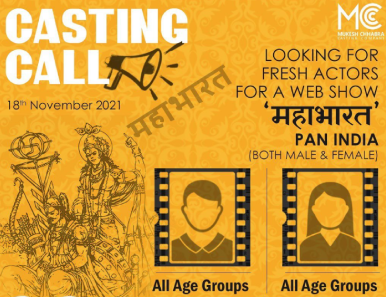 CASTING
CALL
18th November 2021
महाभारत
MCC
MUKESH CHHABRA
LOOKING FOR
FRESH ACTORS
FOR A WEB SHOW
‘महाभारत’
PAN INDIA
(BOTH MALE & FEMALE)
All Age Groups
All Age Groups